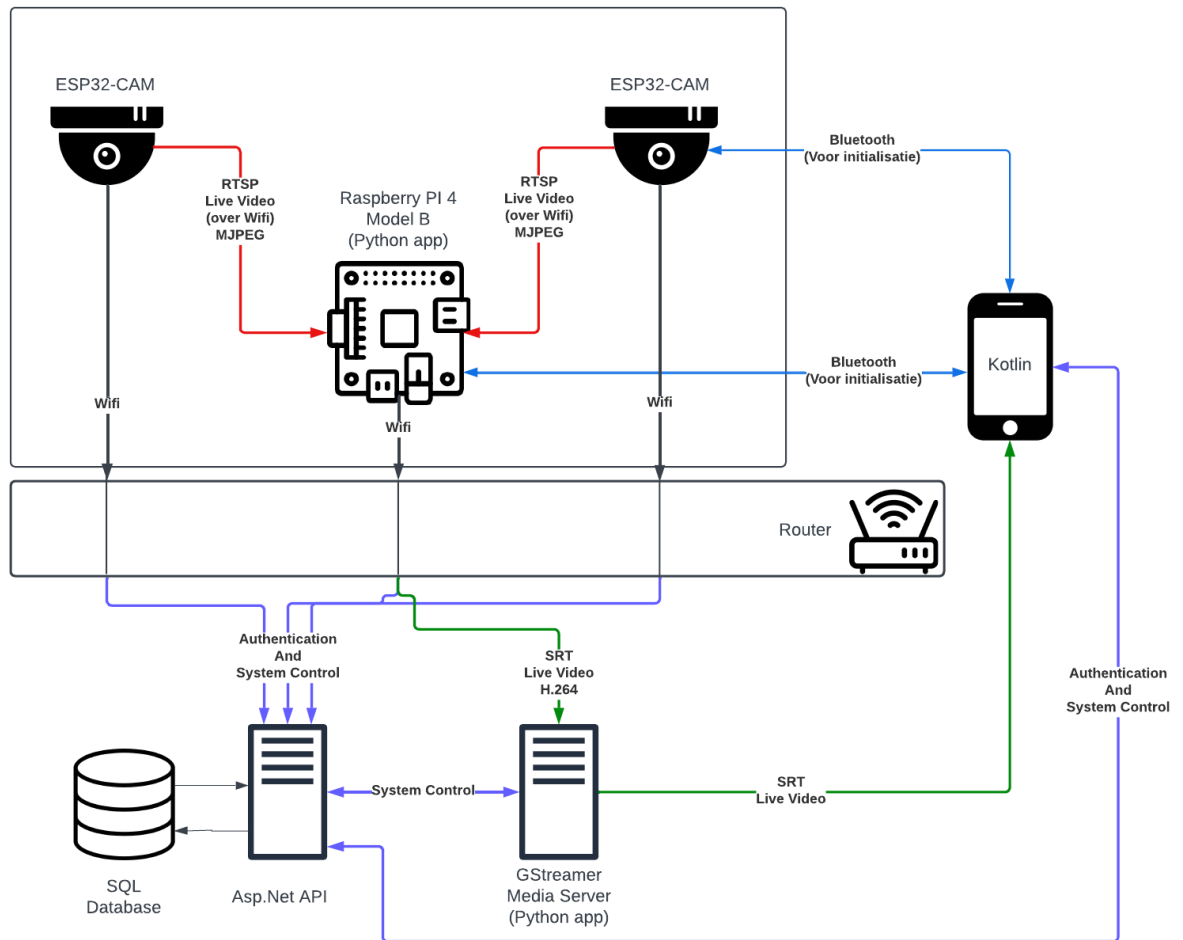 ESP32-CAM
ESP32-CAM
Bluetooth
(Voor initialisatie)
RTSP
Live Video
(over Wifi)
MJPEG
RTSP
Live Video
(over Wifi)
MJPEG
Raspberry PI 4
Model B
(Python app)
Bluetooth
(Voor initialisatie)
Kotlin
Wifi
Wifi
Wifi
Router
Authentication
And
System Control
SRT
Live Video
H.264
Authentication
And
System Control
System Control
SRT
Live Video
SQL
Database
Asp.Net API
GStreamer
Media Server
(Python app)